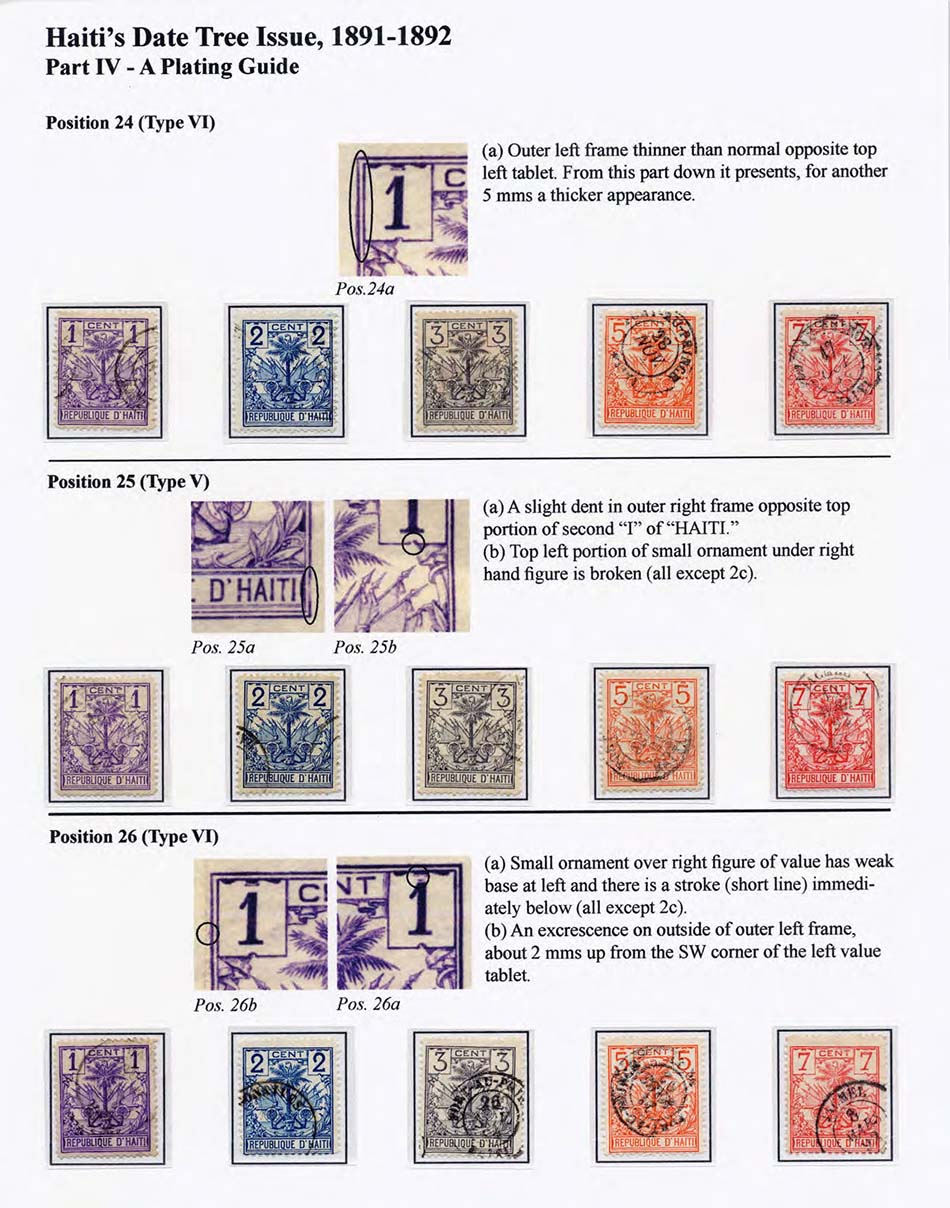 Haiti's Date Tree Issue, 1891-1892
Part IV - A Plating Guide
Position 24 (Type VI)
(a) Outer left frame thinner than normal opposite top
left tablet. From this part down it presents, for another
5 mms a thicker appearance.
1 C
Pos.24a
1 CENT 1
REPUBLIQUE D'HAITI
2 CENT 2
REPUBLIQUE D'HAITI
3 CENT 3
REPUBLIQUE D'HAITI
5
NOV
REPUBLIQUE D'HAITI
7 CENT 7
REPUBLIQUE D'HAITI
Position 25 (Type V)
(a) A slight dent in outer right frame opposite top
portion of second “I” of “HAITI.”
(b) Top left portion of small ornament under right
hand figure is broken (all except 2c).
D'HAITI
1
Pos. 25a
Pos. 25b
1 CENT 1
REPUBLIQUE D'HAITI
2 CENT 2
REPUBLIQUE D'HAITI
3 CENT 3
REPUBLIQUE D'HAITI
5 CENT 5
REPUBLIQUE D'HAITI
7 CENT 7
REPUBLIQUE D'HAITI
Position 26 (Type VI)
(a) Small ornament over right figure of value has weak
base at left and there is a stroke (short line) immedi-
ately below (all except 2c).
(b) An excrescence on outside of outer left frame,
about 2 mms up from the SW corner of the left value
tablet.
1 C
NT 1
Pos. 26b
Pos. 26a
1 CENT 1
REPUBLIQUE D'HAITI
2 CENT 2
REPUBLIQUE D'HAITI
3 CENT 3
26
REPUBLIQUE D'HAITI
5 CENT 5
REPUBLIQUE D'HAITI
7 CENT 7
REPUBLIQUE D'HAITI